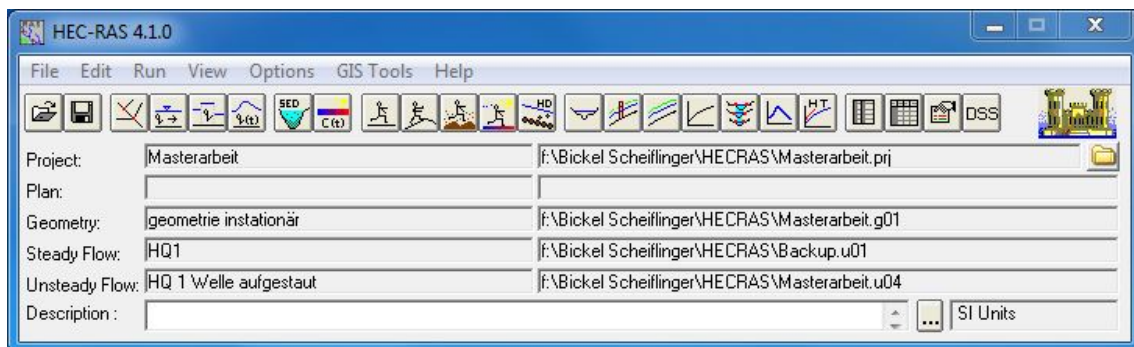 HEC-RAS 4.1.0
File Edit Run View Options GIS Tools Help
SED C(t) HD HT DSS
Project: Masterarbeit f:\Bickel Scheiflinger\HECRAS\Masterarbeit.prj
Plan:
Geometry: geometrie instationär f:\Bickel Scheiflinger\HECRAS\Masterarbeit.g01
Steady Flow: HQ1 f:\Bickel Scheiflinger\HECRAS\Backup.u01
Unsteady Flow: HQ 1 Welle aufgestaut f:\Bickel Scheiflinger\HECRAS\Masterarbeit.u04
Description : ... SI Units